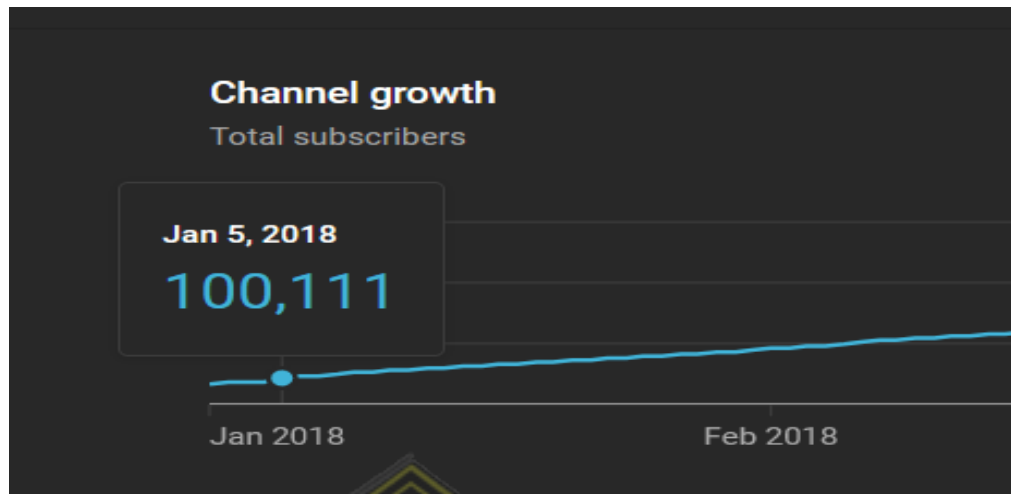 Channel growth
Total subscribers
Jan 5, 2018
100,111
Jan 2018
Feb 2018